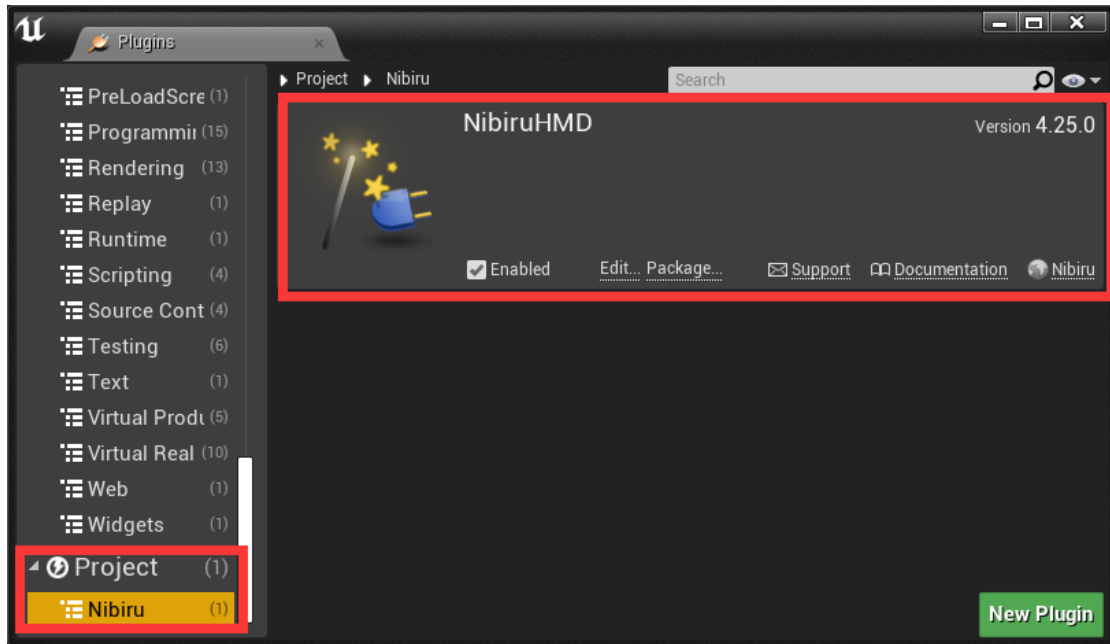 Plugins
Project Nibiru
Search
PreLoadScre (1)
Programmin (15)
Rendering (13)
Replay (1)
Runtime (1)
Scripting (4)
Source Cont (4)
Testing (6)
Text (1)
Virtual Produ (5)
Virtual Real (10)
Web (1)
Widgets (1)
Project (1)
Nibiru (1)
NibiruHMD
Version 4.25.0
Enabled
Edit... Package...
Support
Documentation
Nibiru
New Plugin